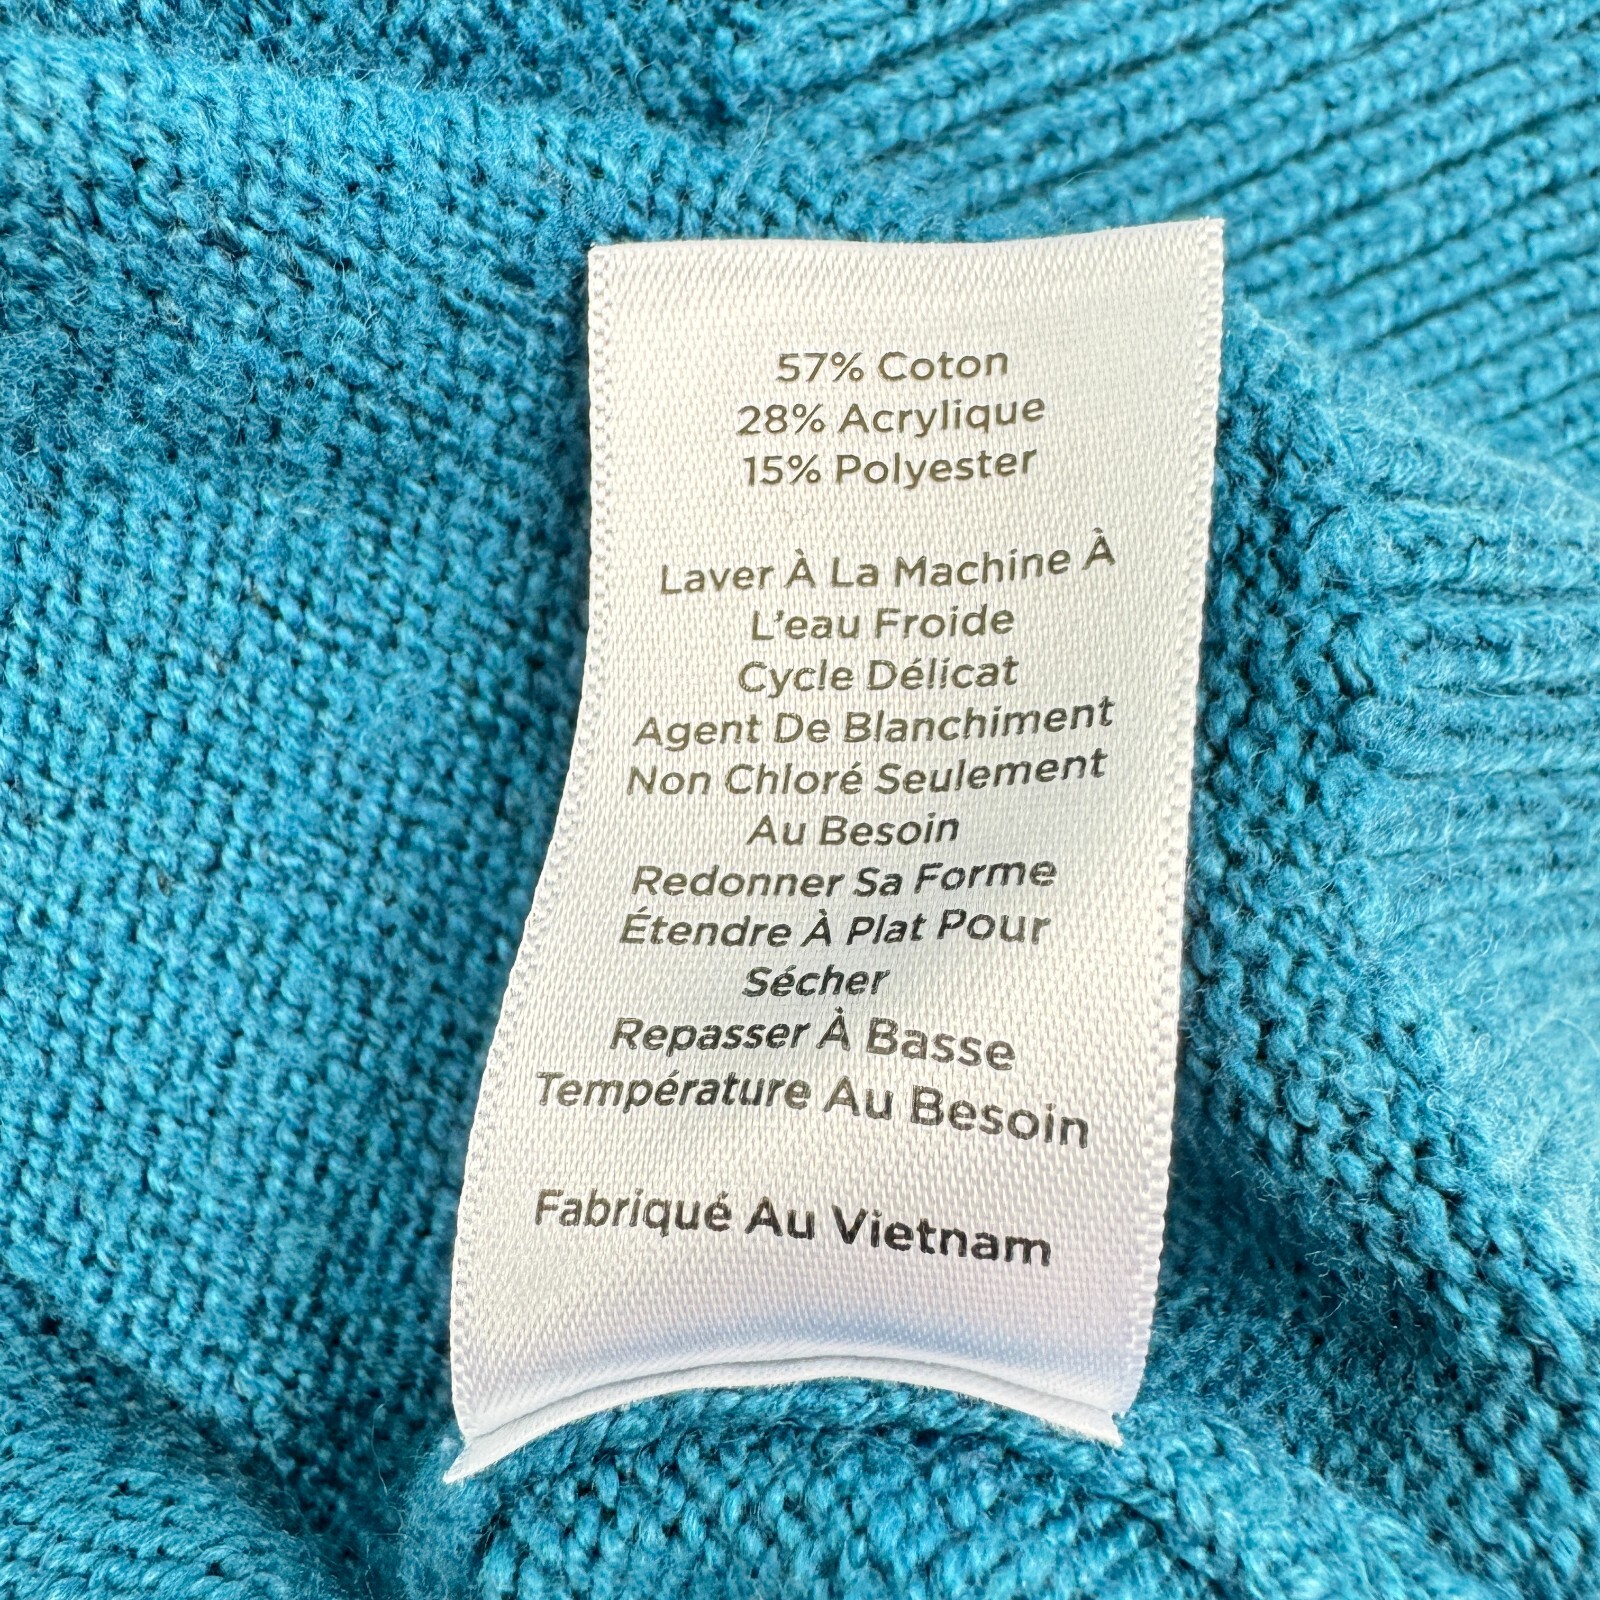 57% Coton
28% Acrylique
15% Polyester
Laver À La Machine À
L'eau Froide
Cycle Délicat
Agent De Blanchiment
Non Chloré Seulement
Au Besoin
Redonner Sa Forme
Étendre À Plat Pour
Sécher
Repasser À Basse
Température Au Besoin
Fabriqué Au Vietnam